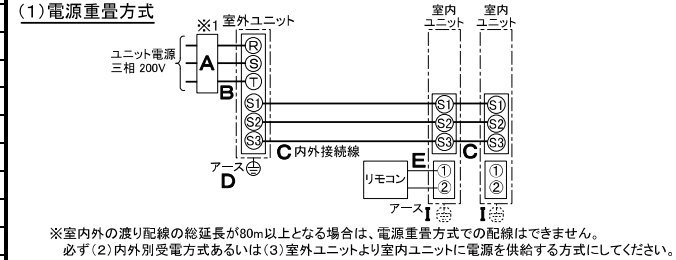 (1)電源重畳方式
※1 室外ユニット
室内 室内
ユニット ユニット
ユニット電源
三相 200V
A
B
R
S
T
S1
S2
S3
S1
S2
S3
S1
S2
S3
C 内外接続線
C
アース
D
E
リモコン
① ①
② ②
アース I I
※室内外の渡り配線の総延長が80m以上となる場合は、電源重畳方式での配線はできません。
必ず(2)内外別受電方式あるいは(3)室外ユニットより室内ユニットに電源を供給する方式にしてください。